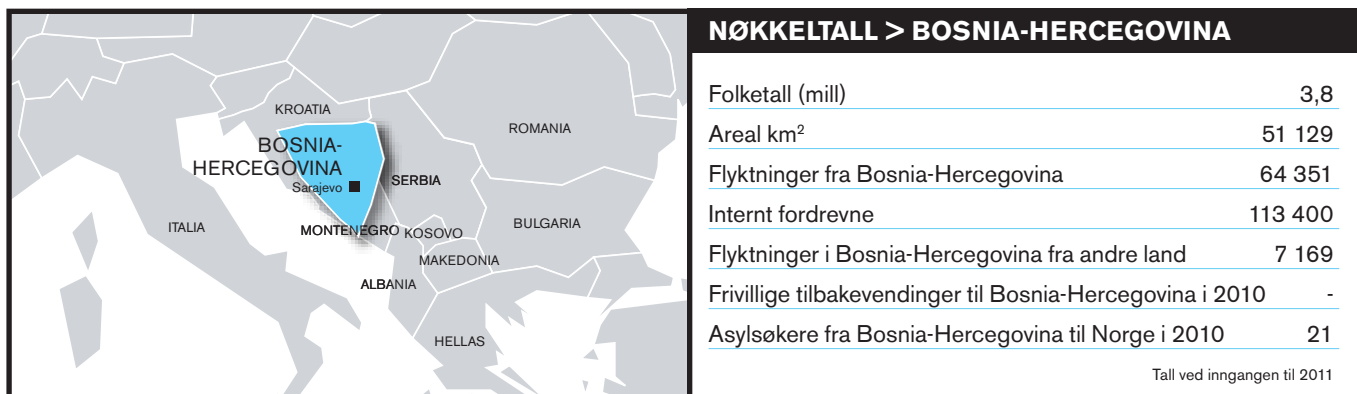 KROATIA
ROMANIA
BOSNIA-
HERCEGOVINA
Sarajevo
SERBIA
ITALIA
MONTENEGRO
KOSOVO
BULGARIA
MAKEDONIA
ALBANIA
HELLAS
NØKKELTALL > BOSNIA-HERCEGOVINA
Folketall (mill) 3,8
Areal km² 51 129
Flyktninger fra Bosnia-Hercegovina 64 351
Internt fordrevne 113 400
Flyktninger i Bosnia-Hercegovina fra andre land 7 169
Frivillige tilbakevendinger til Bosnia-Hercegovina i 2010 -
Asylsøkere fra Bosnia-Hercegovina til Norge i 2010 21
Tall ved inngangen til 2011